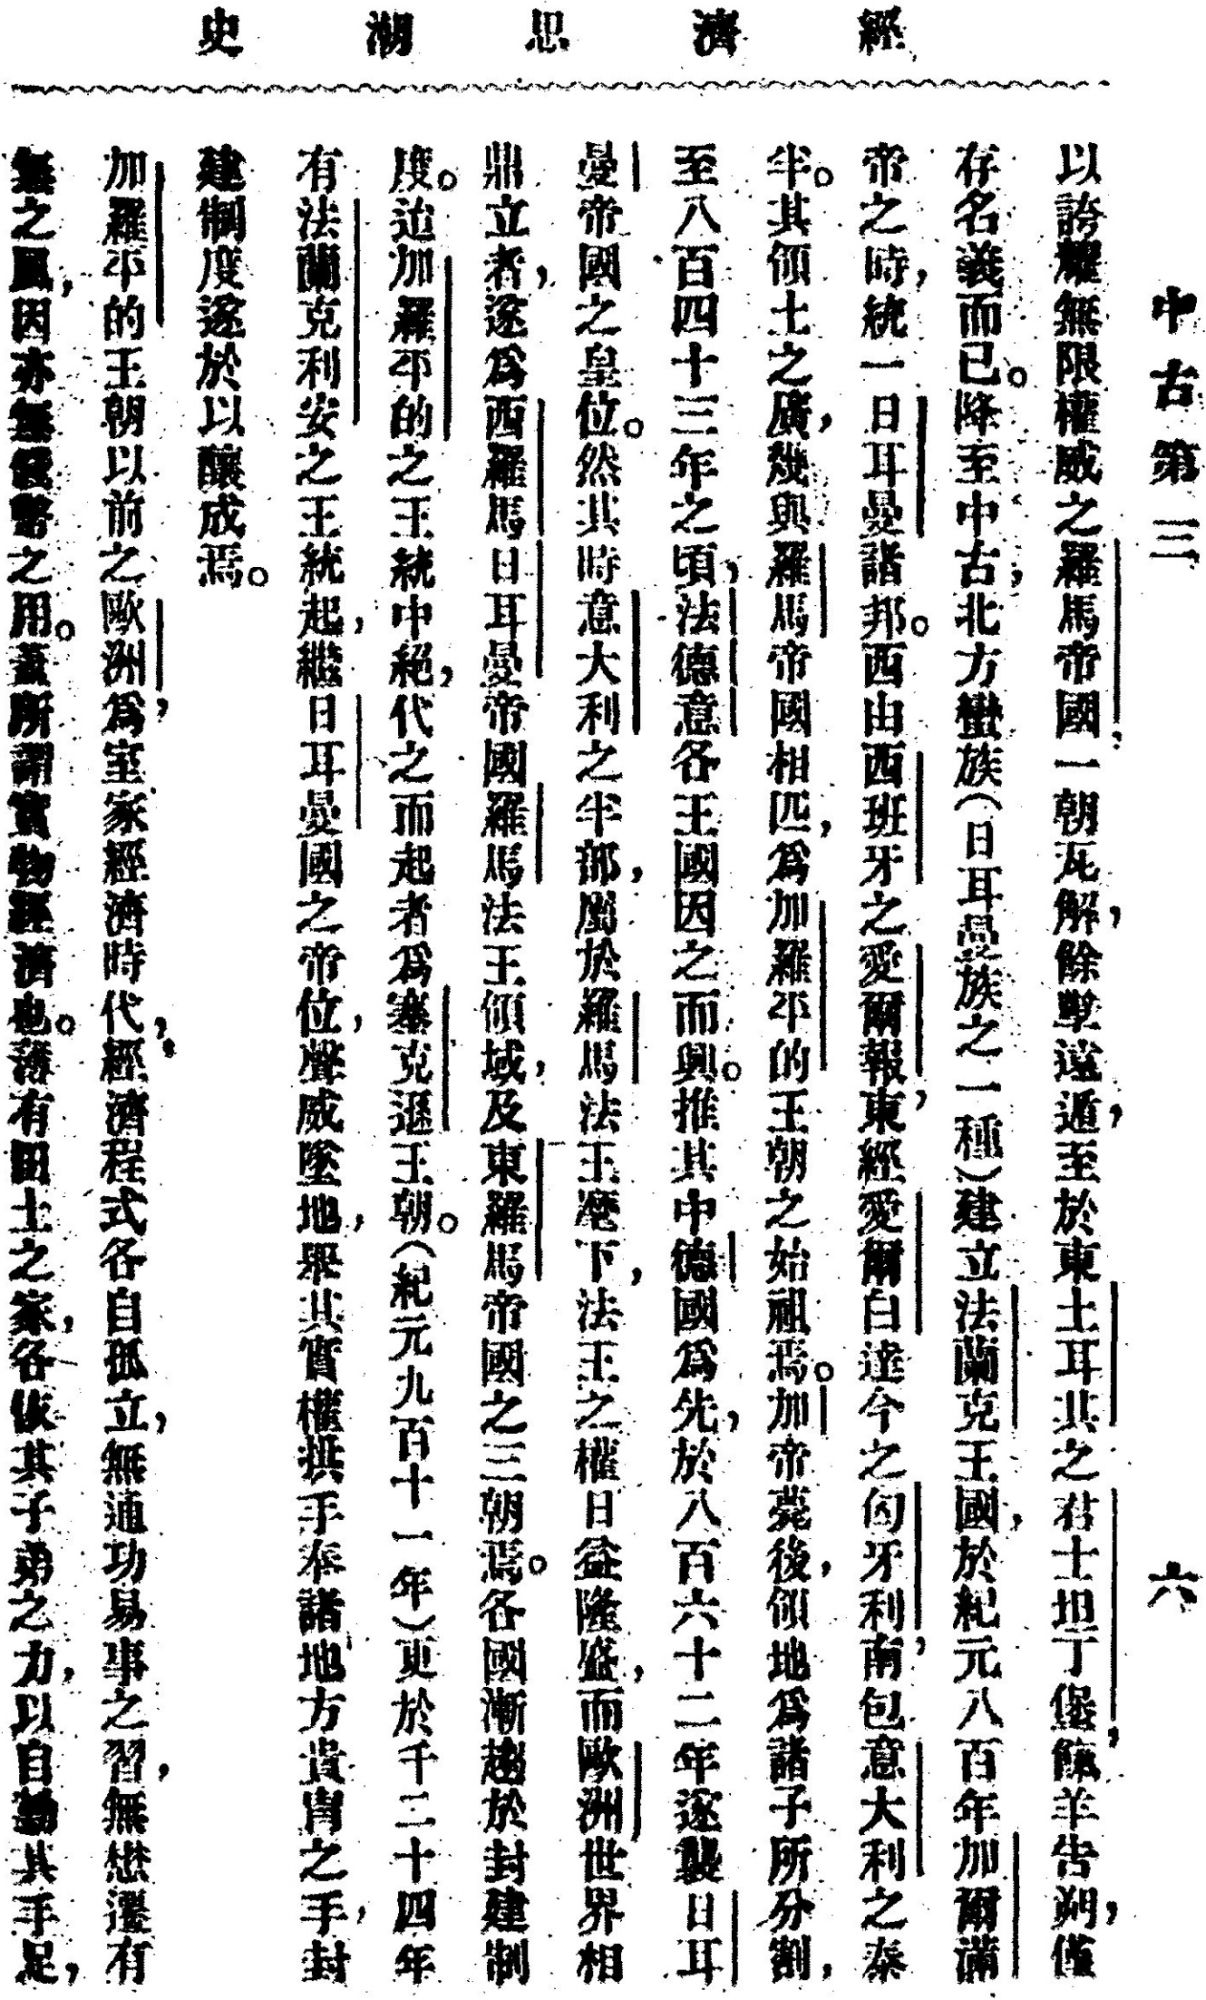 經濟思潮史
中古第三　六
以誇耀無限權威之羅馬帝國一朝瓦解，餘孼遠遁，至於東土耳其之君士坦丁堡，餼羊告朔，僅
存名義而已。降至中古，北方蠻族（日耳曼族之一種）建立法蘭克王國，於紀元八百年加爾滿
帝之時，統一日耳曼諸邦。西由西班牙之愛爾報，東經愛爾白達今之匈牙利，南包意大利之泰
半。其領土之廣，幾與羅馬帝國相匹，爲加羅平的王朝之始祖焉。加帝薨後，領地爲諸子所分割，
至八百四十三年之頃，法德意各王國因之而興。推其中德國爲先，於八百六十二年遂襲日耳
曼帝國之皇位。然其時意大利之半部，屬於羅馬法王麾下，法王之權日益隆盛，而歐洲世界相
鼎立者，遂爲西羅馬日耳曼帝國羅馬法王領域，及東羅馬帝國之三朝焉。各國漸趨於封建制
度。迨加羅平的之王統中絕，代之而起者爲塞克遜王朝。（紀元九百十一年）更於千二十四年
有法蘭克利安之王統起，繼日耳曼國之帝位，聲威墜地，舉其實權拱手奉諸地方貴冑之手，封
建制度遂於以釀成焉。
加羅平的王朝以前之歐洲，爲室家經濟時代，經濟程式各自孤立，無通功易事之習，無懋遷有
無之風，因亦無貨幣之用。蓋所謂實物經濟也。薄有田土之家，各依其子弟之力，以自勤其手足，